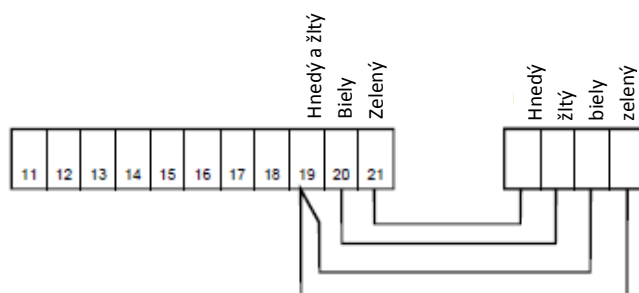 Hnedý a žltý
Biely
Zelený
Hnedý
žltý
biely
zelený
11 12 13 14 15 16 17 18 19 20 21